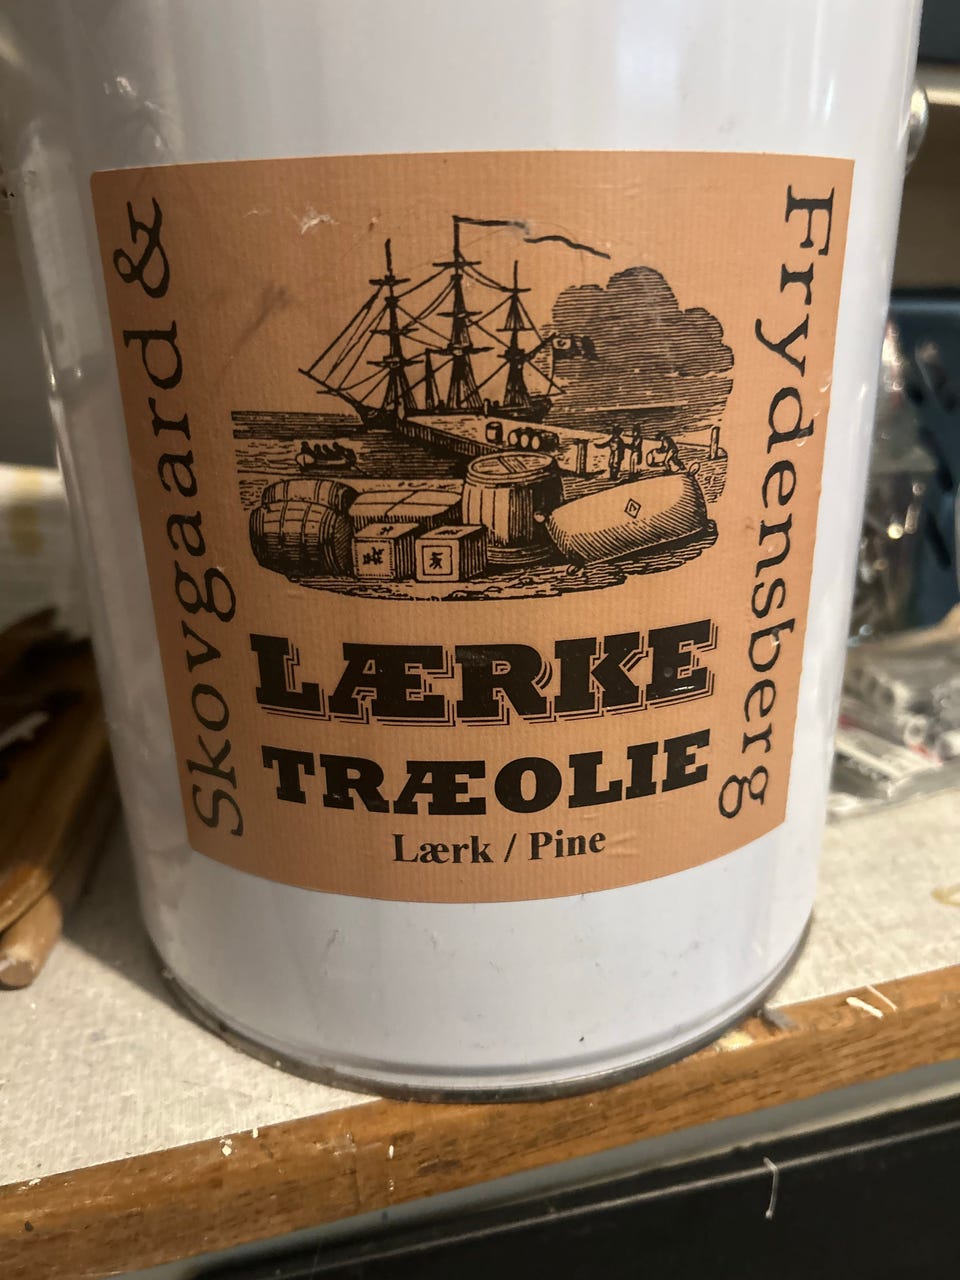 Skovgaard &
Frydensberg
LÆRKE
TRÆOLIE
Lærk / Pine